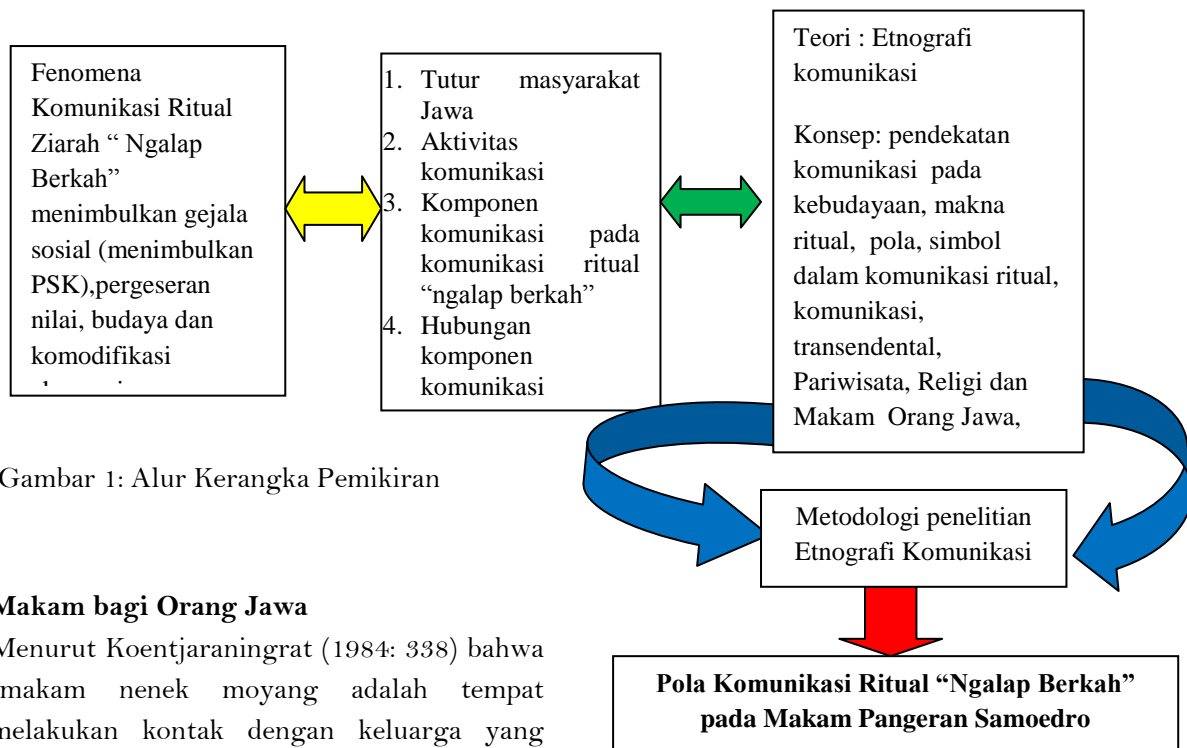 Fenomena
Komunikasi Ritual
Ziarah “ Ngalap
Berkah”
menimbulkan gejala
sosial (menimbulkan
PSK),pergeseran
nilai, budaya dan
komodifikasi
1. Tutur masyarakat
Jawa
2. Aktivitas
komunikasi
3. Komponen
komunikasi pada
komunikasi ritual
“ngalap berkah”
4. Hubungan
komponen
komunikasi
Teori : Etnografi
komunikasi
Konsep: pendekatan
komunikasi pada
kebudayaan, makna
ritual, pola, simbol
dalam komunikasi ritual,
komunikasi,
transendental,
Pariwisata, Religi dan
Makam Orang Jawa,
Metodologi penelitian
Etnografi Komunikasi
Pola Komunikasi Ritual “Ngalap Berkah”
pada Makam Pangeran Samoedro
Gambar 1: Alur Kerangka Pemikiran
Makam bagi Orang Jawa
Menurut Koentjaraningrat (1984: 338) bahwa
makam nenek moyang adalah tempat
melakukan kontak dengan keluarga yang